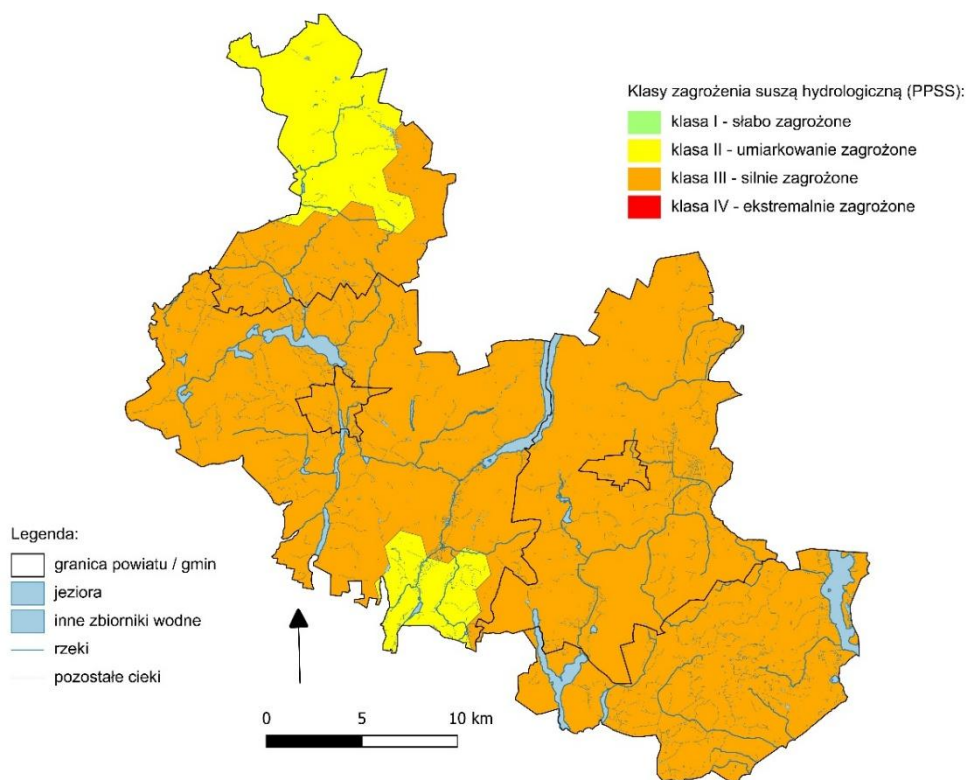 Klasy zagrożenia suszą hydrologiczną (PPSS):
klasa I - słabo zagrożone
klasa II - umiarkowanie zagrożone
klasa III - silnie zagrożone
klasa IV - ekstremalnie zagrożone
Legenda:
granica powiatu / gmin
jeziora
inne zbiorniki wodne
rzeki
pozostałe cieki
0 5 10 km